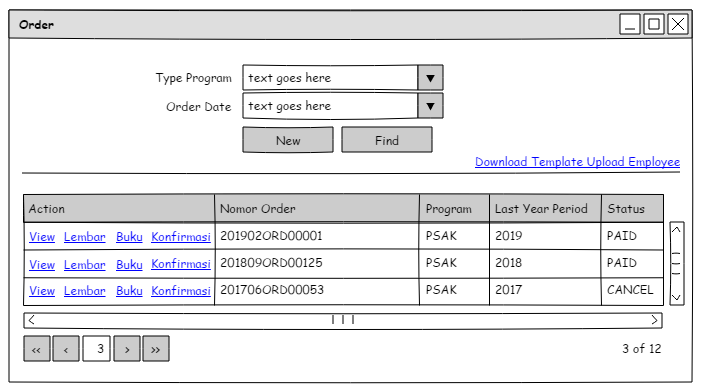 Order
Type Program text goes here
Order Date text goes here
New Find
Download Template Upload Employee
Action Nomor Order Program Last Year Period Status
View Lembar Buku Konfirmasi 201902ORD00001 PSAK 2019 PAID
View Lembar Buku Konfirmasi 201809ORD00125 PSAK 2018 PAID
View Lembar Buku Konfirmasi 201706ORD00053 PSAK 2017 CANCEL
<< < 3 > >> 3 of 12